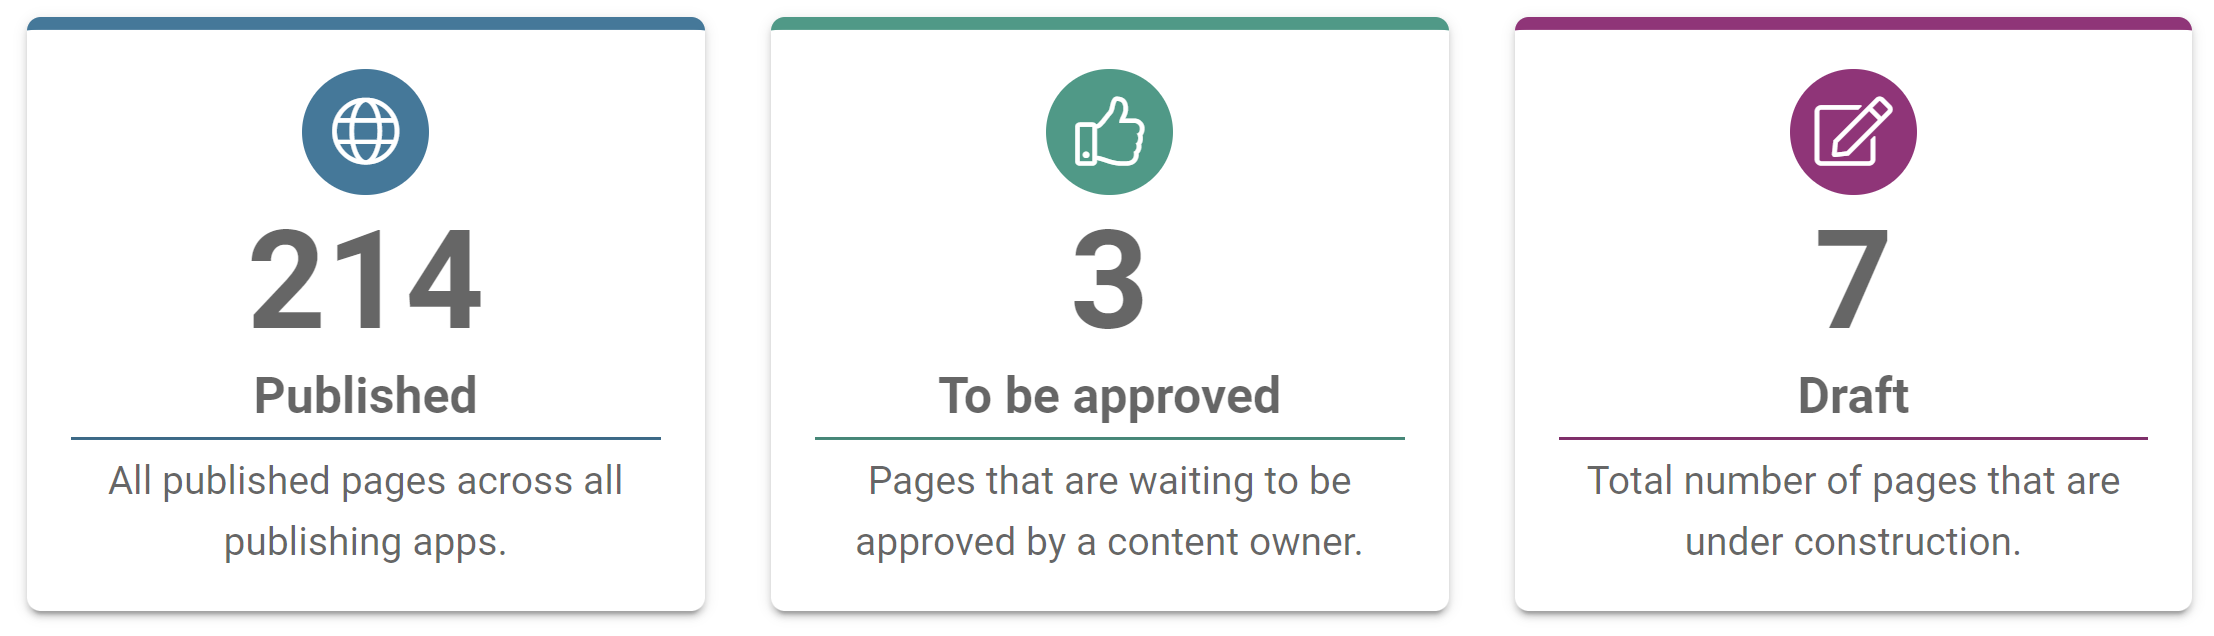 214
Published
All published pages across all
publishing apps.
3
To be approved
Pages that are waiting to be
approved by a content owner.
7
Draft
Total number of pages that are
under construction.